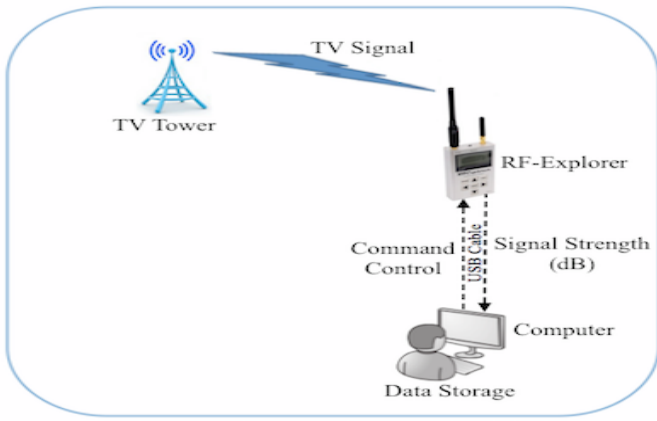 TV Signal
TV Tower
RF-Explorer
Command
Control
USB Cable
Signal Strength
(dB)
Computer
Data Storage